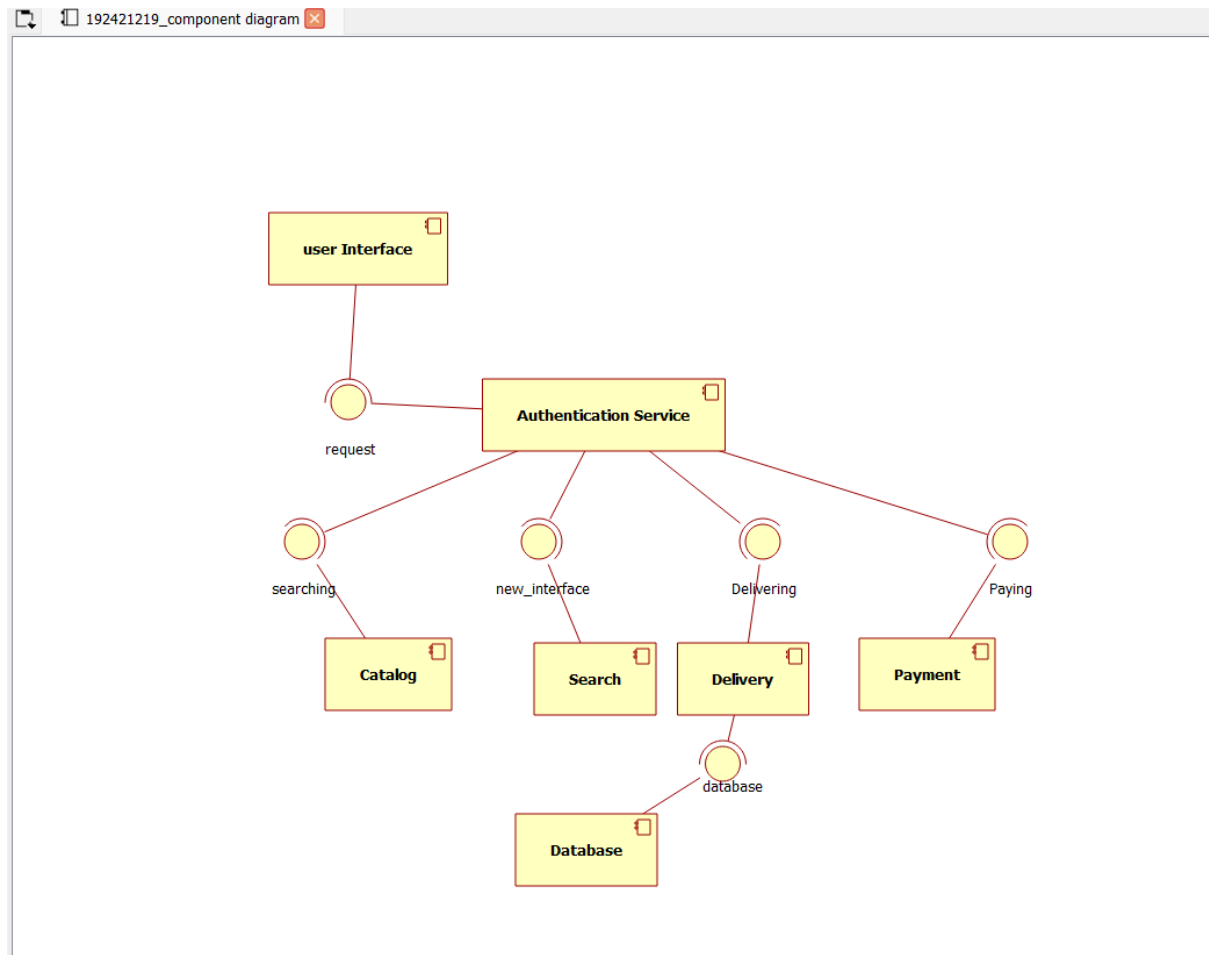 192421219_component diagram
user Interface
Authentication Service
request
searching
new_interface
Delivering
Paying
Catalog
Search
Delivery
Payment
database
Database